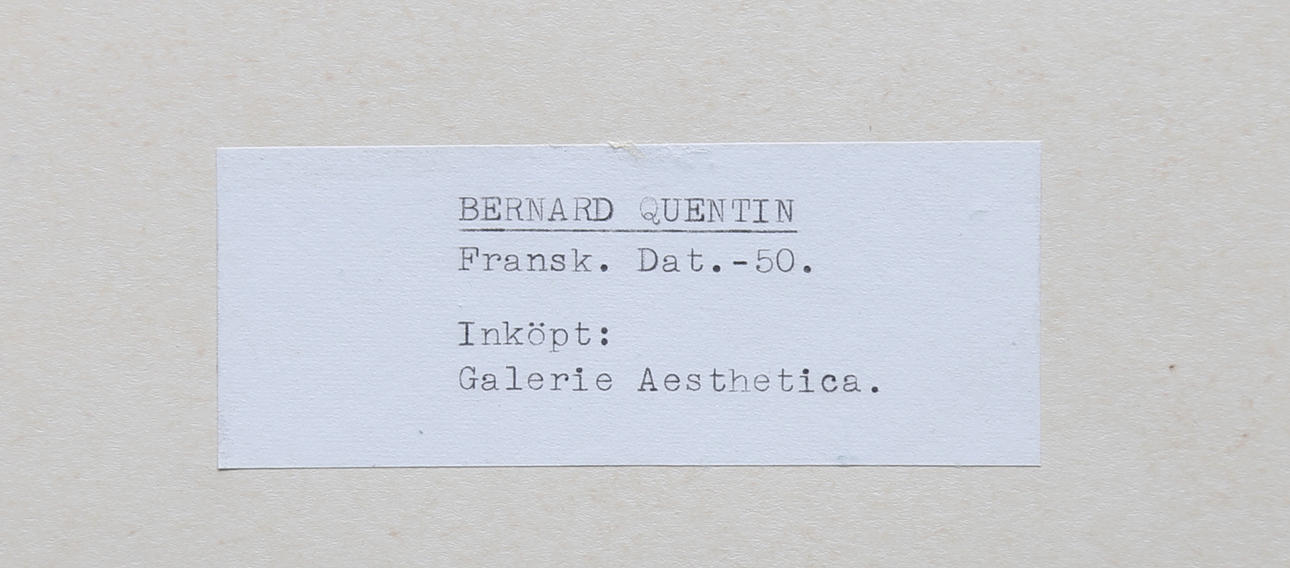 BERNARD QUENTIN
Fransk. Dat.-50.
Inköpt:
Galerie Aesthetica.